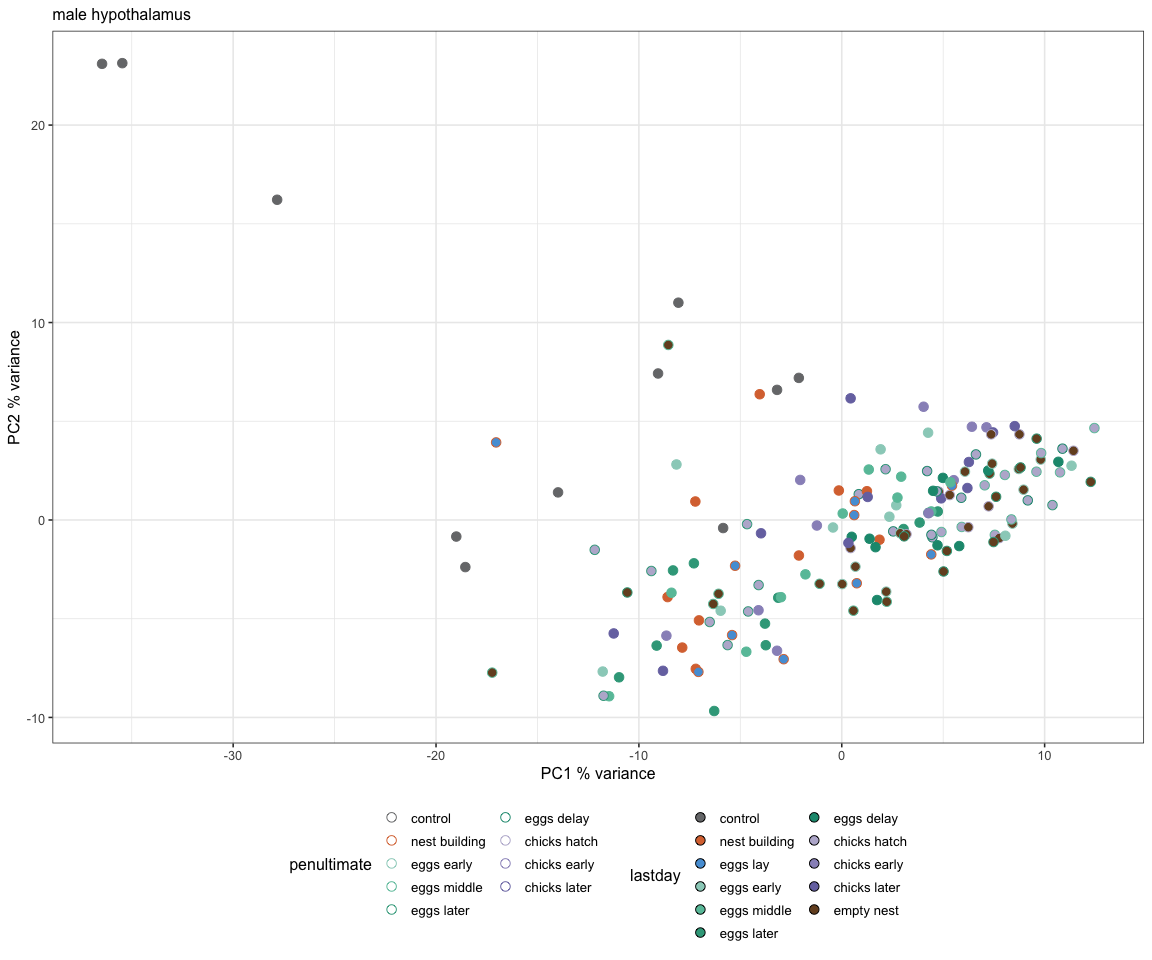 male hypothalamus
PC2 % variance
20
10
0
-10
-30
-20
-10
0
10
PC1 % variance
penultimate
control
nest building
eggs early
eggs middle
eggs later
eggs delay
chicks hatch
chicks early
chicks later
lastday
control
nest building
eggs lay
eggs early
eggs middle
eggs later
eggs delay
chicks hatch
chicks early
chicks later
empty nest